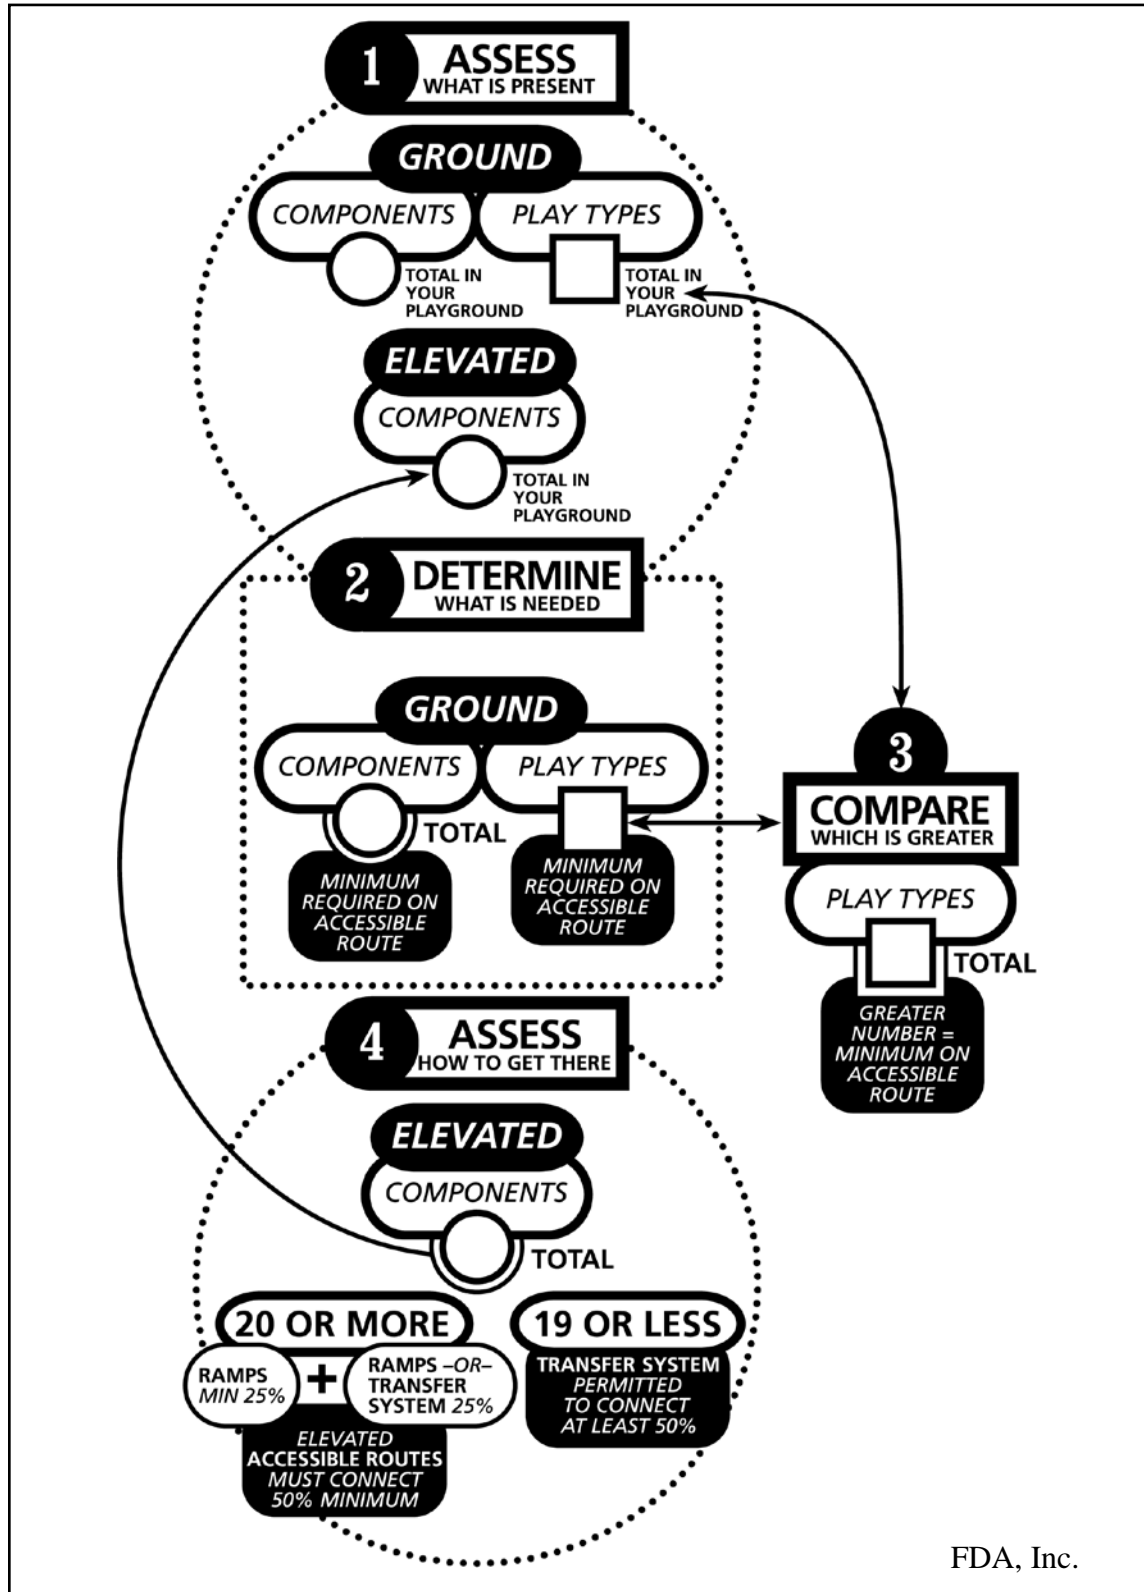 1
ASSESS
WHAT IS PRESENT
GROUND
COMPONENTS
PLAY TYPES
TOTAL IN
YOUR
PLAYGROUND
TOTAL IN
YOUR
PLAYGROUND
ELEVATED
COMPONENTS
TOTAL IN
YOUR
PLAYGROUND
2
DETERMINE
WHAT IS NEEDED
GROUND
COMPONENTS
PLAY TYPES
TOTAL
MINIMUM
REQUIRED ON
ACCESSIBLE
ROUTE
MINIMUM
REQUIRED ON
ACCESSIBLE
ROUTE
3
COMPARE
WHICH IS GREATER
PLAY TYPES
TOTAL
GREATER
NUMBER =
MINIMUM ON
ACCESSIBLE
ROUTE
4
ASSESS
HOW TO GET THERE
ELEVATED
COMPONENTS
TOTAL
20 OR MORE
RAMPS
MIN 25%
+
RAMPS –OR–
TRANSFER
SYSTEM 25%
ELEVATED
ACCESSIBLE ROUTES
MUST CONNECT
50% MINIMUM
19 OR LESS
TRANSFER SYSTEM
PERMITTED
TO CONNECT
AT LEAST 50%
FDA, Inc.